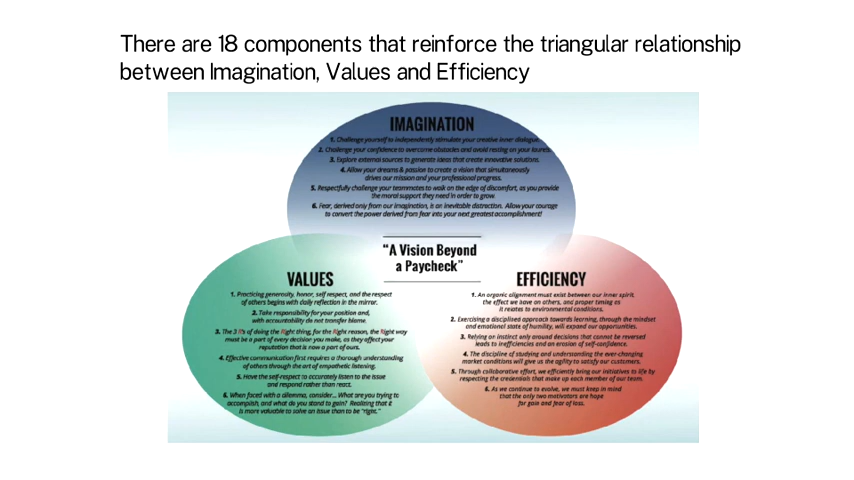 There are 18 components that reinforce the triangular relationship
between Imagination, Values and Efficiency
IMAGINATION
1. Challenge yourself to independently stimulate your creative inner dialogue.
2. Challenge your confidence to overcome obstacles and avoid resting on your laurels.
3. Explore external sources to generate ideas that create innovative solutions.
4. Allow your dreams & passion to create a vision that simultaneously
drives our mission and your professional progress.
5. Respectfully challenge your teammates to walk on the edge of discomfort, as you provide
the moral support they need in order to grow.
6. Fear, derived only from our imagination, is an inevitable distraction. Allow your courage
to convert the power derived from fear into your next greatest accomplishment!
"A Vision Beyond
a Paycheck"
VALUES
1. Practicing generosity, honor, self respect, and the respect
of others begins with daily reflection in the mirror.
2. Take responsibility for your position and,
with accountability do not transfer blame.
3. The 3 R's of doing the Right thing, for the Right reason, the Right way
must be a part of every decision you make, as they affect your
reputation that is now a part of ours.
4. Effective communication first requires a thorough understanding
of others through the art of empathetic listening.
5. Have the self-respect to accurately listen to the issue
and respond rather than react.
6. When faced with a dilemma, consider... What are you trying to
accomplish, and what do you stand to gain? Realizing that it
is more valuable to solve an issue than to be "right."
EFFICIENCY
1. An organic alignment must exist between our inner spirit,
the effect we have on others, and proper timing as
it relates to environmental conditions.
2. Exercising a disciplined approach towards learning, through the mindset
and emotional state of humility, will expand our opportunities.
3. Relying on instinct only around decisions that cannot be reversed
leads to inefficiencies and an erosion of self-confidence.
4. The discipline of studying and understanding the ever-changing
market conditions will give us the agility to satisfy our customers.
5. Through collaborative effort, we efficiently bring our initiatives to life by
respecting the credentials that make up each member of our team.
6. As we continue to evolve, we must keep in mind
that the only two motivators are hope
for gain and fear of loss.